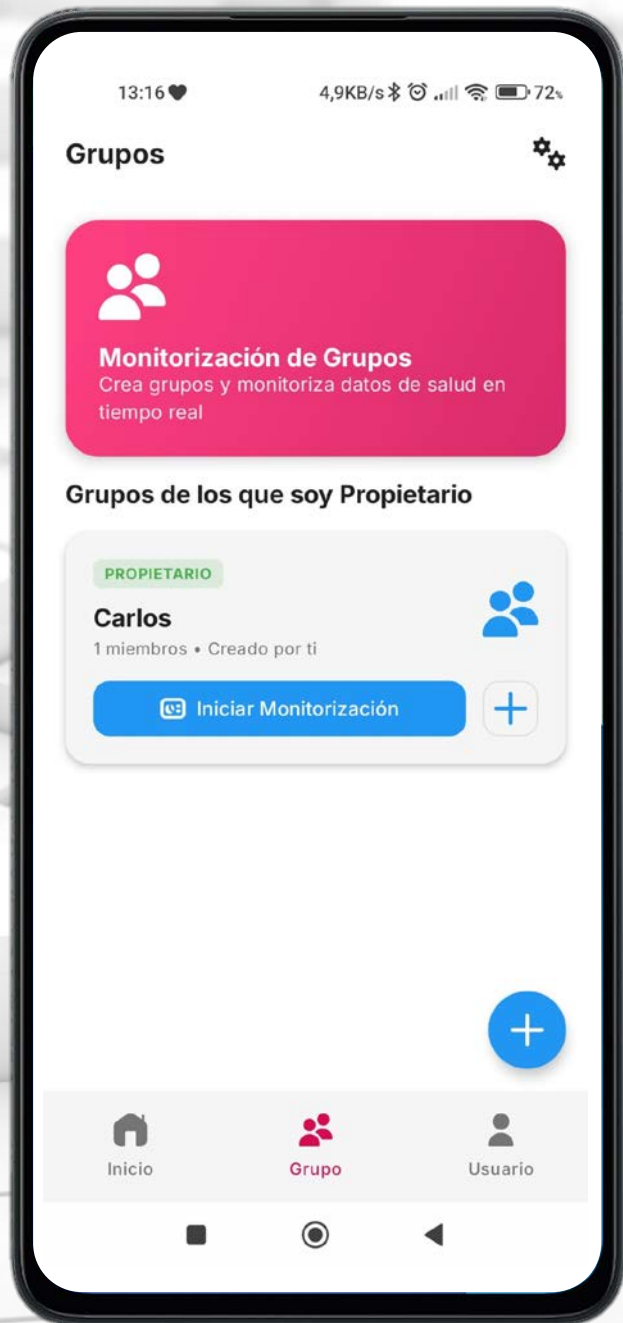 13:16 4,9KB/s 72%
Grupos
Monitorización de Grupos
Crea grupos y monitoriza datos de salud en
tiempo real
Grupos de los que soy Propietario
PROPIETARIO
Carlos
1 miembros • Creado por ti
Iniciar Monitorización
Inicio Grupo Usuario